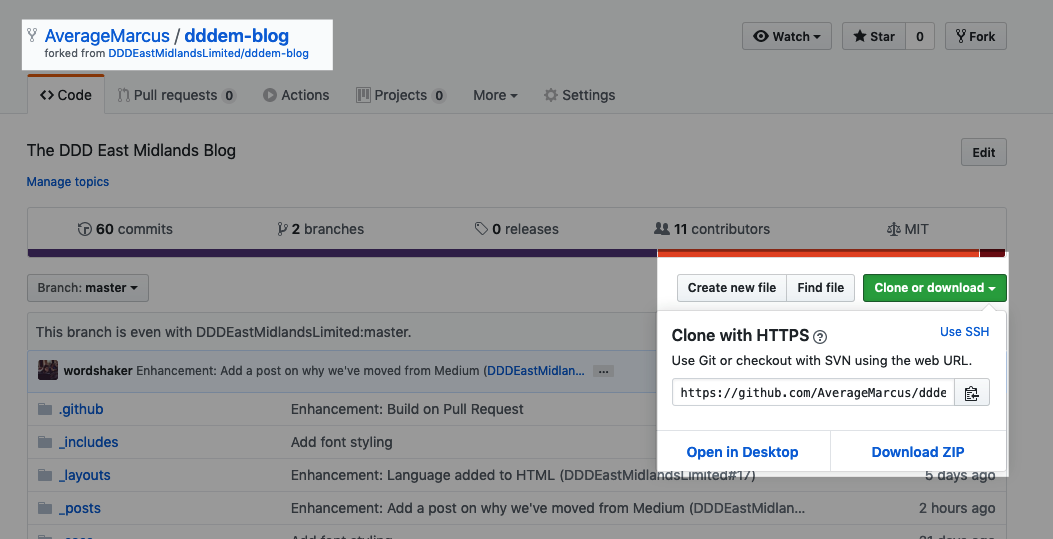 AverageMarcus / dddem-blog
forked from DDDEastMidlandsLimited/dddem-blog
Watch
Star 0
Fork
Code
Pull requests 0
Actions
Projects 0
More
Settings
The DDD East Midlands Blog
Edit
Manage topics
60 commits
2 branches
0 releases
11 contributors
MIT
Branch: master
Create new file
Find file
Clone or download
This branch is even with DDDEastMidlandsLimited:master.
Clone with HTTPS ?
Use SSH
Use Git or checkout with SVN using the web URL.
https://github.com/AverageMarcus/ddde
Open in Desktop
Download ZIP
wordshaker Enhancement: Add a post on why we've moved from Medium (DDDEastMidlan... ...
.github Enhancement: Build on Pull Request
_includes Add font styling
_layouts Enhancement: Language added to HTML (DDDEastMidlandsLimited#17) 5 days ago
_posts Enhancement: Add a post on why we've moved from Medium (DDDEastMidlan... 2 hours ago